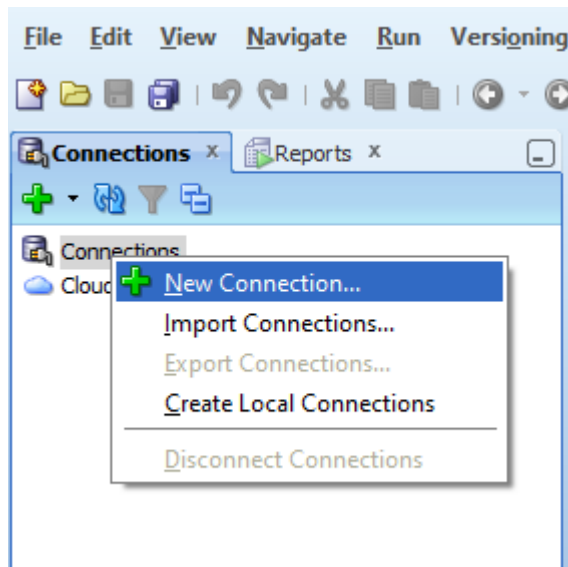 File Edit View Navigate Run Versioning
Connections x Reports x
Connections
Cloud
New Connection...
Import Connections...
Export Connections...
Create Local Connections
Disconnect Connections